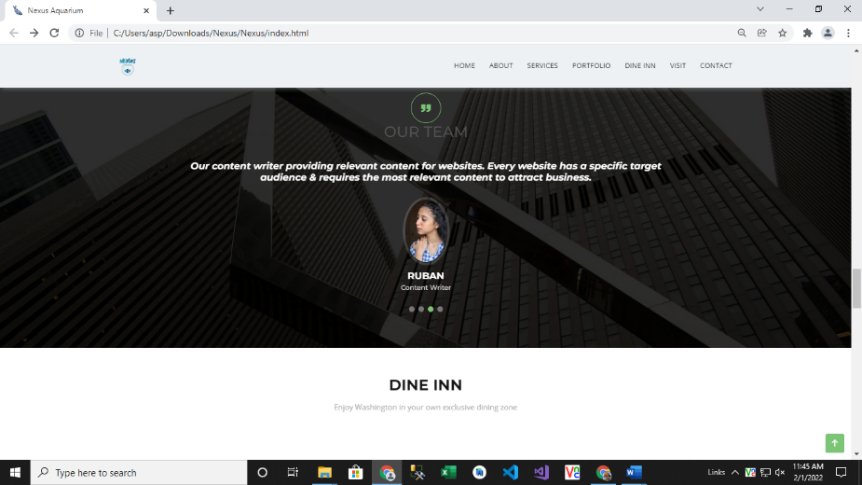 Nexus Aquarium
File
C:/Users/asp/Downloads/Nexus/Nexus/index.html
HOME ABOUT SERVICES PORTFOLIO DINE INN VISIT CONTACT
OUR TEAM
Our content writer providing relevant content for websites. Every website has a specific target
audience & requires the most relevant content to attract business.
RUBAN
Content Writer
DINE INN
Enjoy Washington in your own exclusive dining zone
Type here to search
Links
11:45 AM
2/1/2022